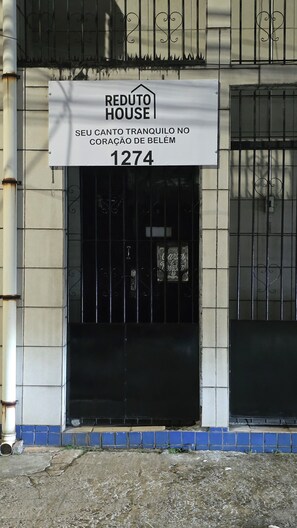 REDUTO
HOUSE
SEU CANTO TRANQUILO NO
CORAÇÃO DE BELÉM
1274